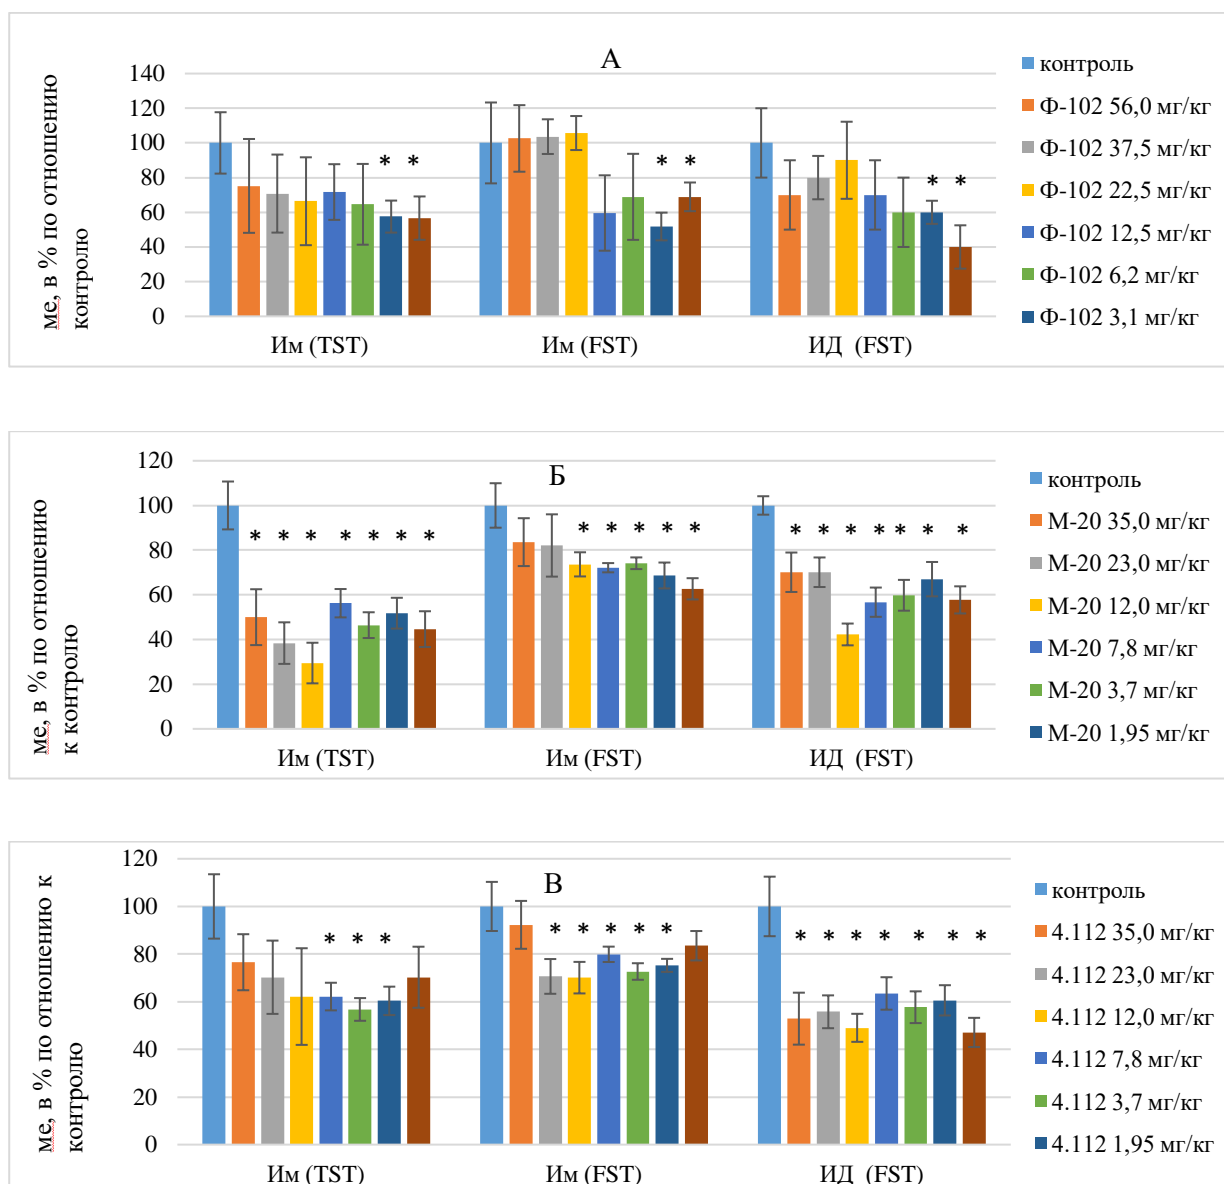 А
140
120
100
80
60
40
20
0
* *
* *
* *
Им (TST)
Им (FST)
ИД (FST)
ме, в % по отношению
контролю
контроль
Ф-102 56,0 мг/кг
Ф-102 37,5 мг/кг
Ф-102 22,5 мг/кг
Ф-102 12,5 мг/кг
Ф-102 6,2 мг/кг
Ф-102 3,1 мг/кг
Б
120
100
80
60
40
20
0
* * * * * * *
* * * * *
* * * * * * *
Им (TST)
Им (FST)
ИД (FST)
ме, в % по отношению
к контролю
контроль
М-20 35,0 мг/кг
М-20 23,0 мг/кг
М-20 12,0 мг/кг
М-20 7,8 мг/кг
М-20 3,7 мг/кг
М-20 1,95 мг/кг
В
120
100
80
60
40
20
0
* * *
* * * * *
* * * * * * *
Им (TST)
Им (FST)
ИД (FST)
ме, в % по отношению к
контролю
контроль
4.112 35,0 мг/кг
4.112 23,0 мг/кг
4.112 12,0 мг/кг
4.112 7,8 мг/кг
4.112 3,7 мг/кг
4.112 1,95 мг/кг